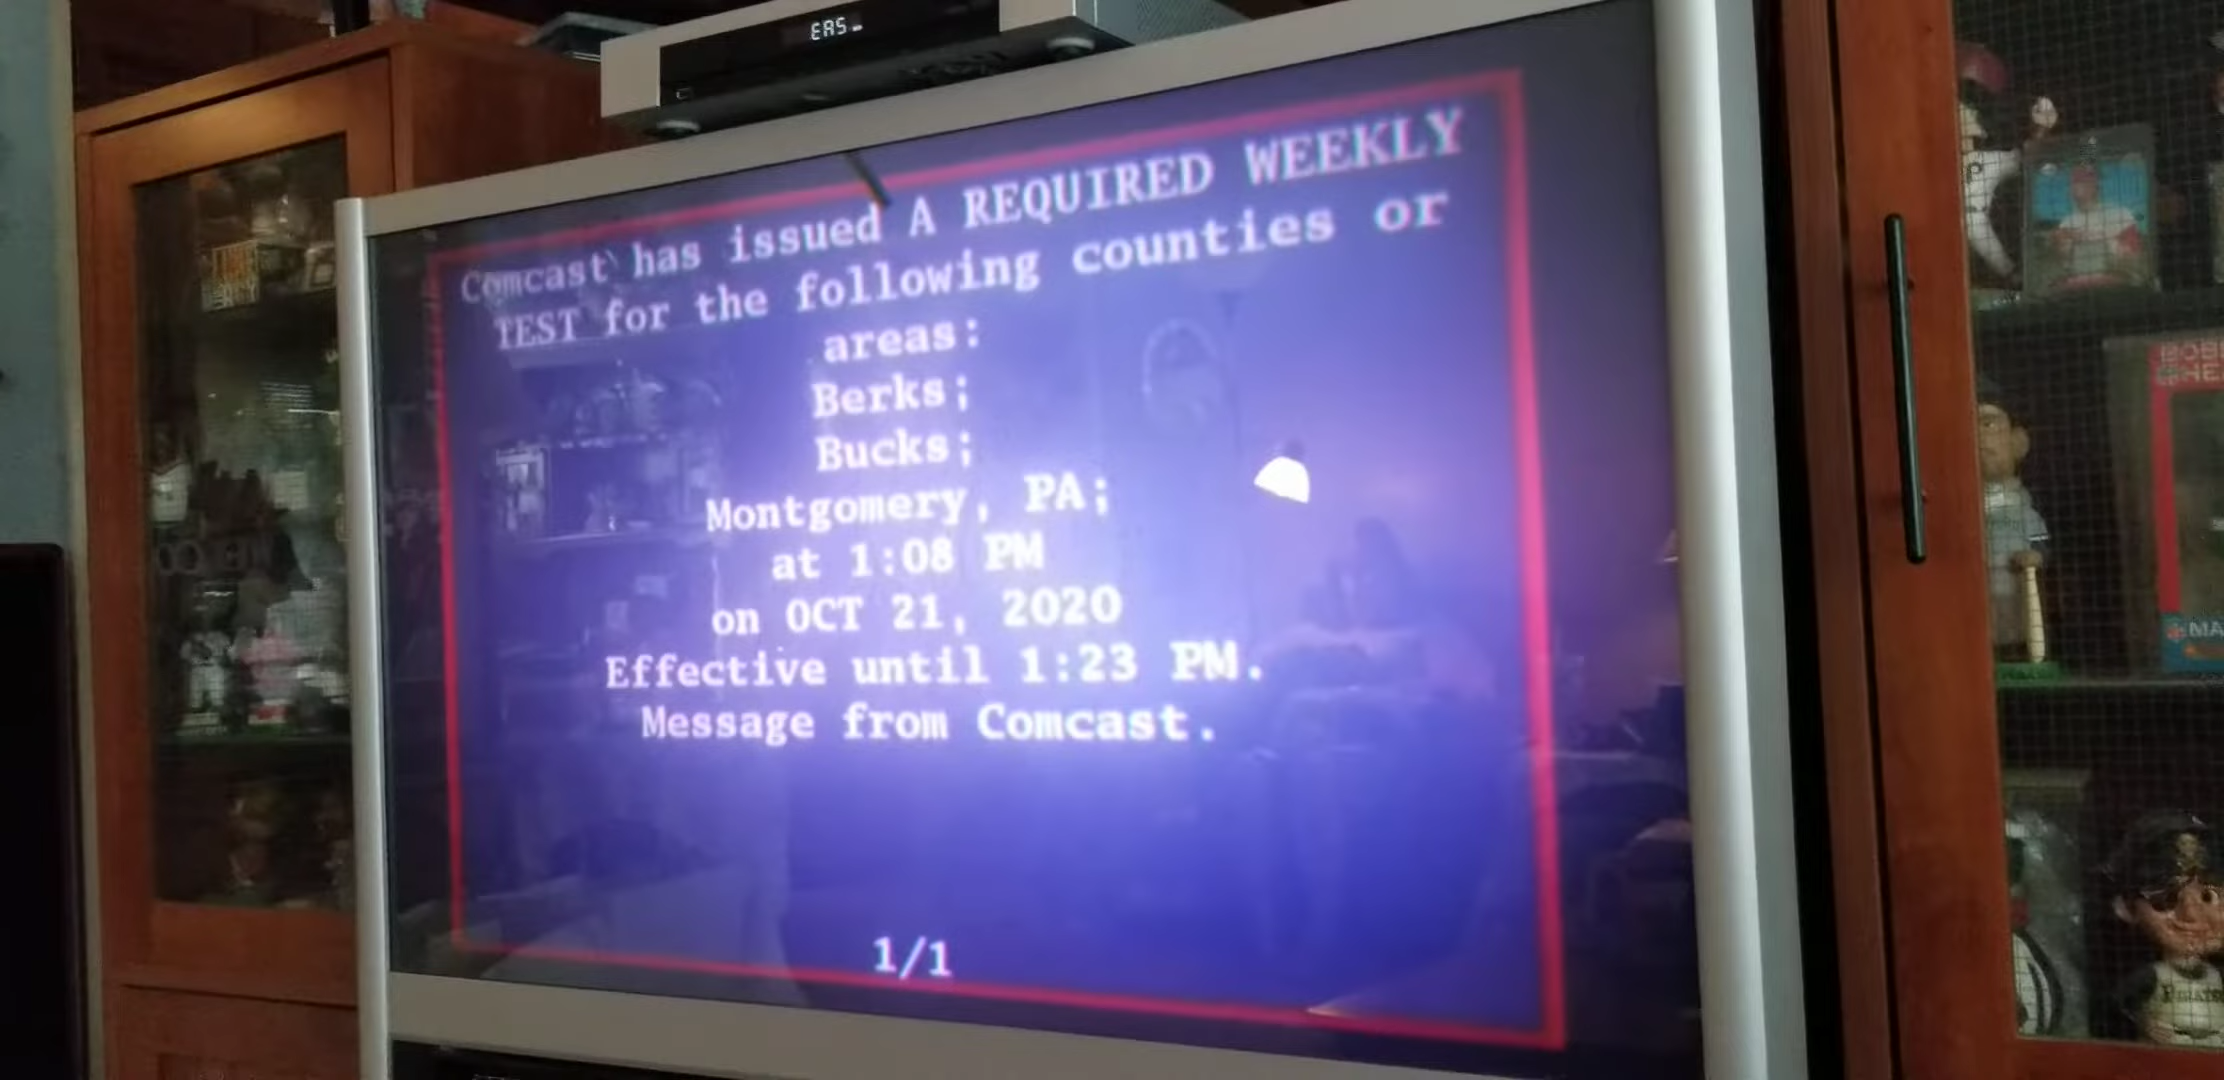 EAS
Comcast has issued A REQUIRED WEEKLY
TEST for the following counties or
areas:
Berks;
Bucks;
Montgomery, PA;
at 1:08 PM
on OCT 21, 2020
Effective until 1:23 PM.
Message from Comcast.
1/1